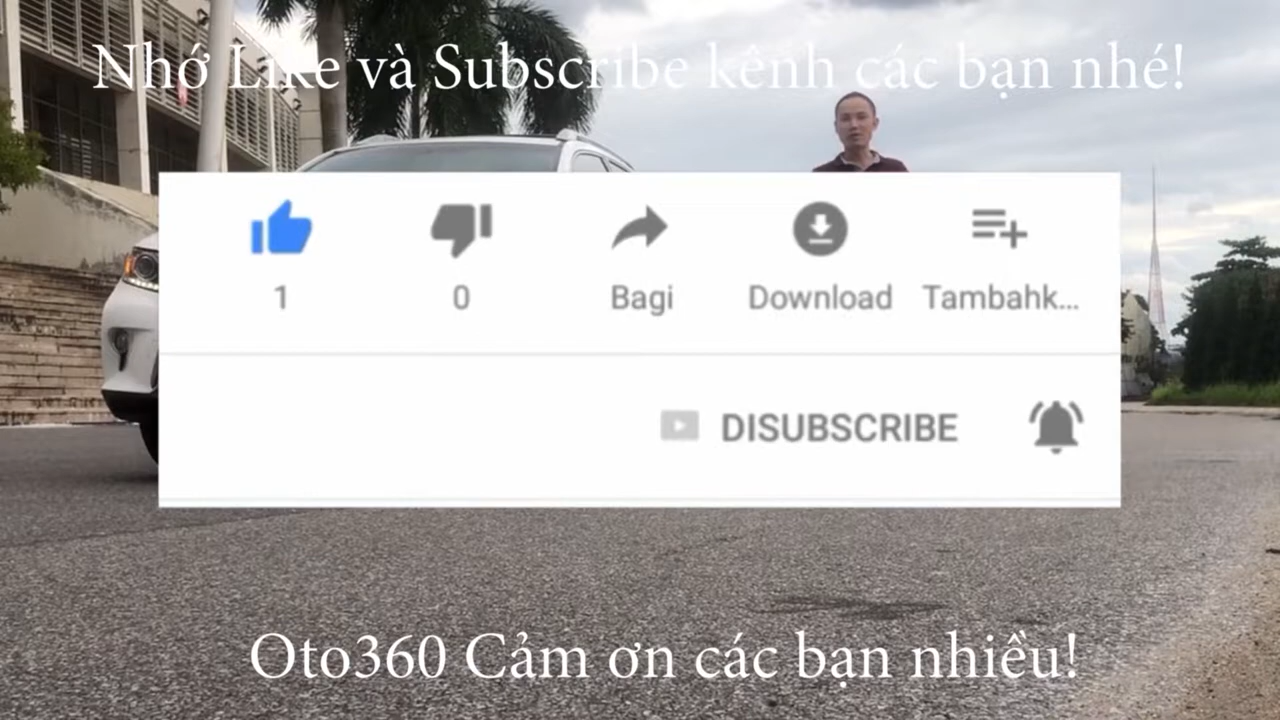 Nhớ Like và Subscribe kênh các bạn nhé!
1 0 Bagi Download Tambahk...
DISUBSCRIBE
Oto360 Cảm ơn các bạn nhiều!